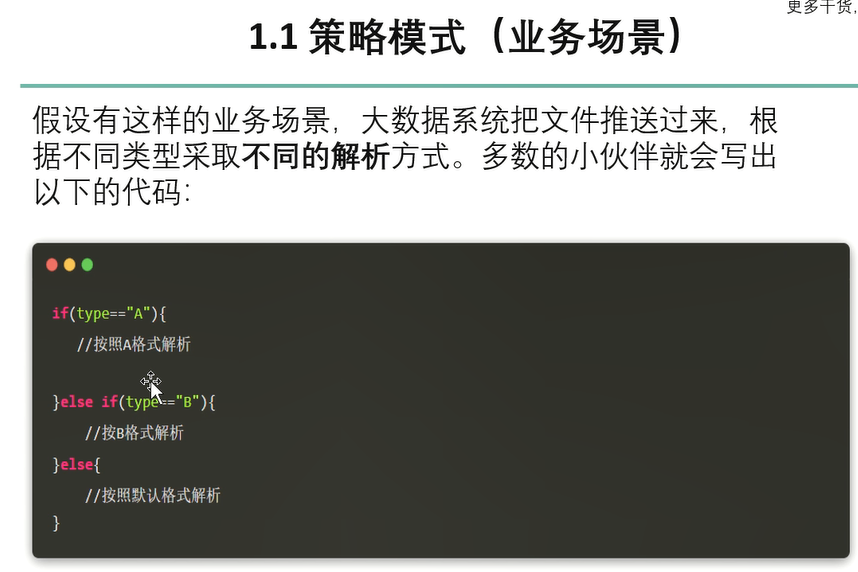 更多干货,
1.1 策略模式（业务场景）
假设有这样的业务场景，大数据系统把文件推送过来，根
据不同类型采取不同的解析方式。多数的小伙伴就会写出
以下的代码：
if(type=="A"){
//按照A格式解析
}else if(type=="B"){
//按B格式解析
}else{
//按照默认格式解析
}